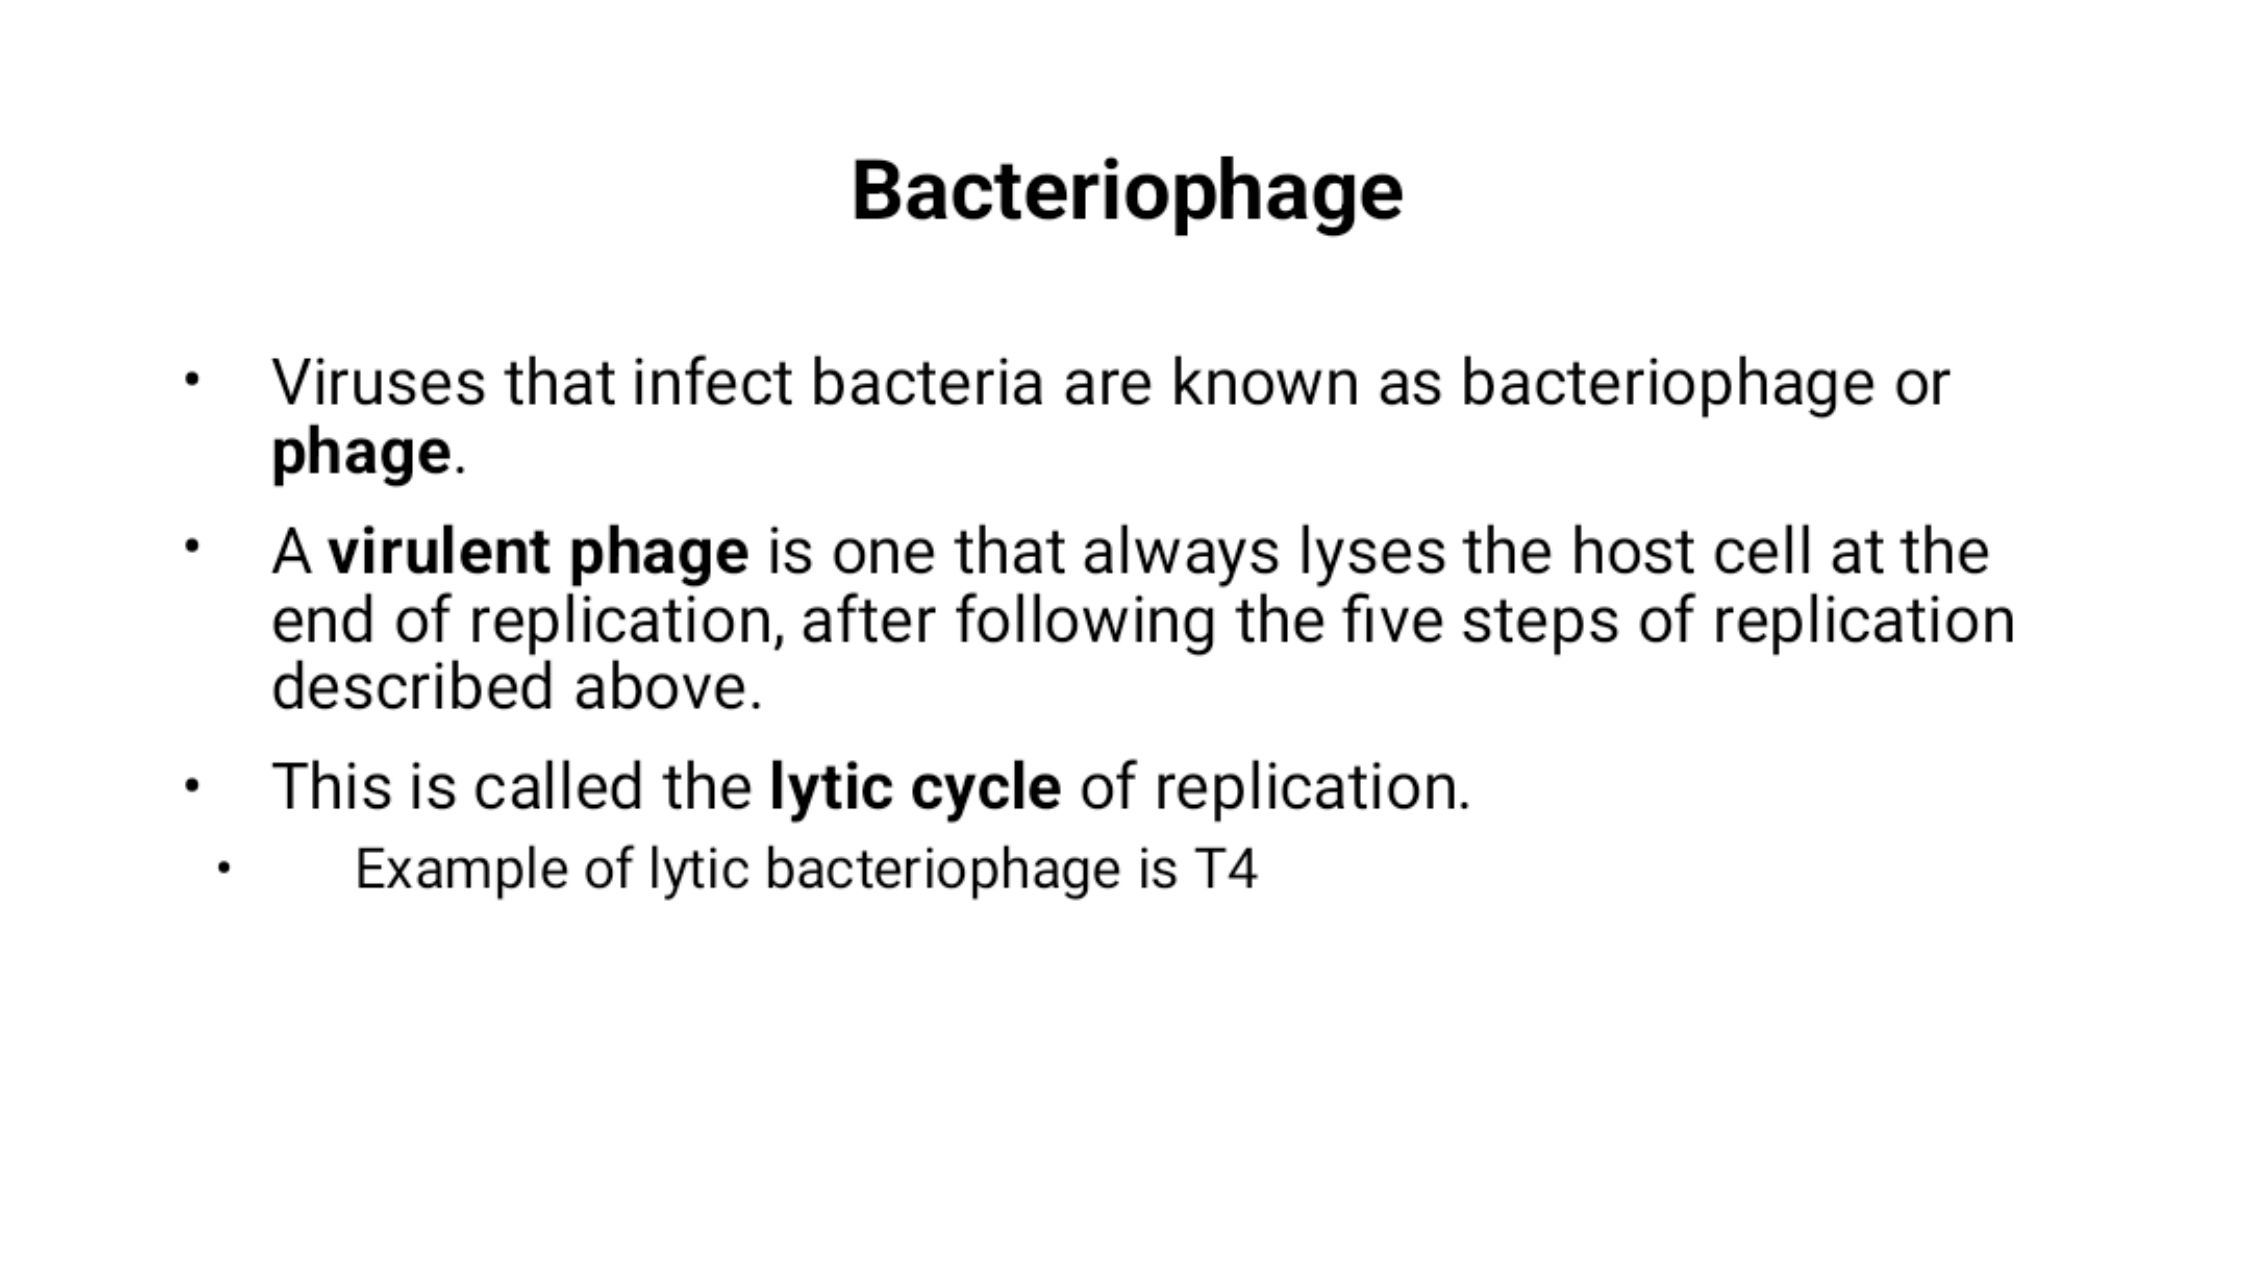 Bacteriophage
• Viruses that infect bacteria are known as bacteriophage or
phage.
• A virulent phage is one that always lyses the host cell at the
end of replication, after following the five steps of replication
described above.
• This is called the lytic cycle of replication.
• Example of lytic bacteriophage is T4